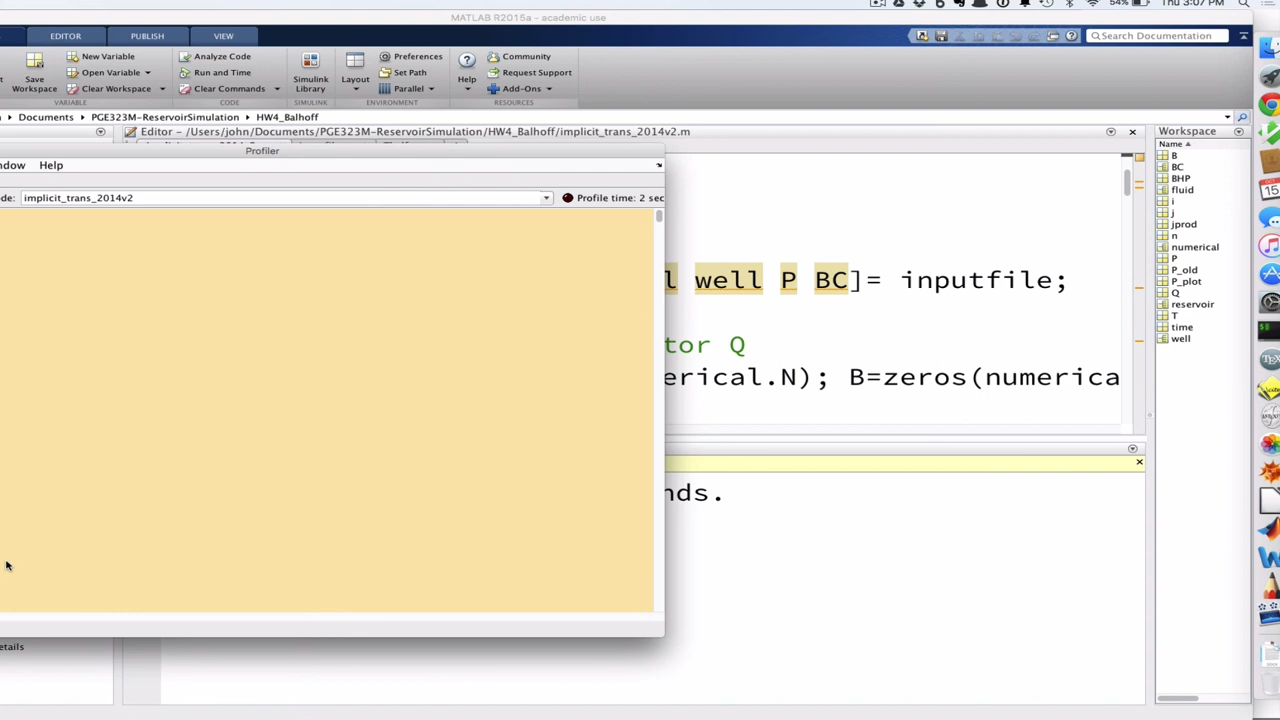 54% Thu 3:07 PM
MATLAB R2015a - academic use
EDITOR PUBLISH VIEW
Search Documentation
New Variable Analyze Code Preferences Community
Open Variable Run and Time Set Path Request Support
Save Workspace Clear Workspace Clear Commands Simulink Library Layout Parallel Help Add-Ons
VARIABLE CODE SIMULINK ENVIRONMENT RESOURCES
Documents PGE323M-ReservoirSimulation HW4_Balhoff
Editor - /Users/john/Documents/PGE323M-ReservoirSimulation/HW4_Balhoff/implicit_trans_2014v2.m
Workspace
Name
B
BC
BHP
fluid
i
j
jprod
n
numerical
P
P_old
P_plot
Q
reservoir
T
time
well
Profiler
ndow Help
de: implicit_trans_2014v2 Profile time: 2 sec
l well P BC]= inputfile;
tor Q
erical.N); B=zeros(numerica
nds.
etails